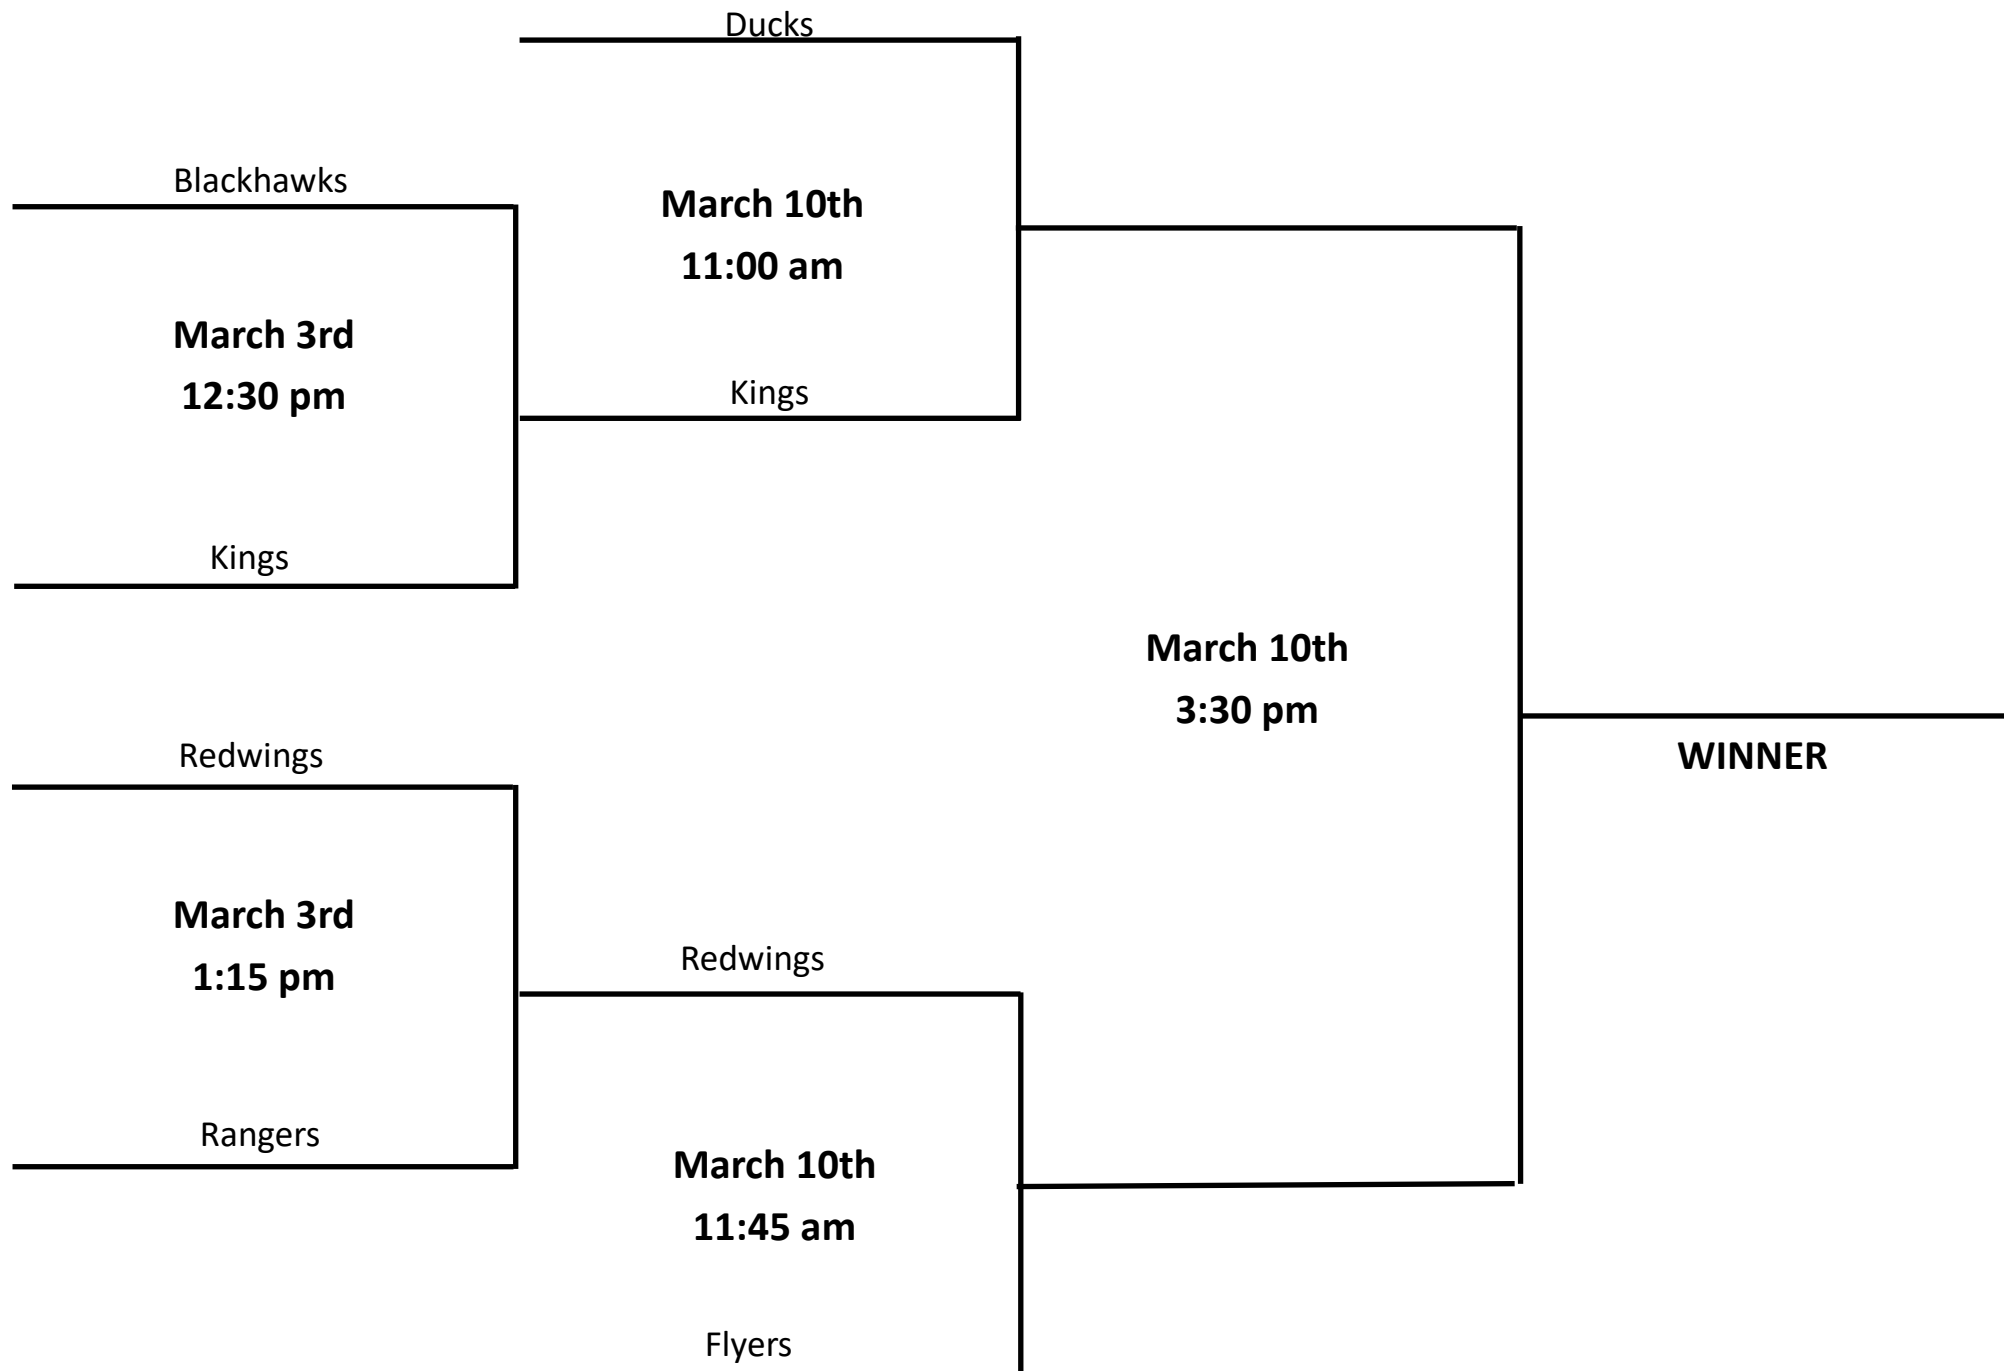 Ducks
Blackhawks
March 10th
11:00 am
March 3rd
12:30 pm
Kings
Kings
March 10th
3:30 pm
WINNER
Redwings
March 3rd
1:15 pm
Redwings
Rangers
March 10th
11:45 am
Flyers